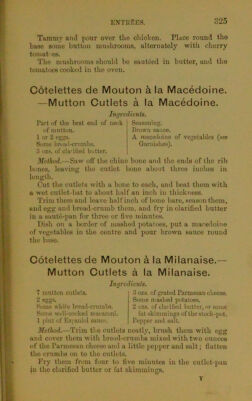 ENTRÉES. 325
Tammy and pour over the chicken. Place round the
base some button mushrooms, alternately with cherry
tomatoes.
The mushrooms should be sautéed in butter, and the
tomatoes cooked in the oven.
Côtelettes de Mouton à la Macédoine.
—Mutton Cutlets à la Macédoine.
Ingredients.
Part of the best end of neck
of mutton.
1 or 2 eggs.
Some bread-crumbs.
3 ozs. of clarified butter.
Seasoning.
Brown sauce.
A macédoine of vegetables (see
Garnishes).
Method.—Saw off the chine bone and the ends of the rib
bones, leaving the cutlet bone about three inches in
length.
Cut the cutlets with a bone to each, and beat them with
a wet cutlet-bat to about half an inch in thickness.
Trim them and leave half inch of bone bare, season them,
and egg and bread-crumb them, and fry in clarified butter
in a sauté-pan for three or five minutes.
Dish on a border of mashed potatoes, put a macédoine
of vegetables in the centre and pour brown sauce round
the base.
Côtelettes de Mouton à la Milanaise.—
Mutton Cutlets à la Milanaise.
Ingredients.
7 mutton cutlets.
2 eggs.
Some white bread-crumbs.
Some well-cooked macaroni.
1 pint of Espagnol sauce.
3 ozs. of grated Parmesan cheese.
Some mashed potatoes.
2 ozs. of clarified butter, or some
fat skimmings of the stock-pot.
Pepper and salt.
Method.—Trim the cutlets neatly, brush them with egg
and cover them with bread-crumbs mixed with two ounces
of the Parmesan cheese and a little pepper and salt; flatten
the crumbs on to the cutlets.
Fry them from four to five minutes in the cutlet-pan
in the clarified butter or fat skimmings.
Y